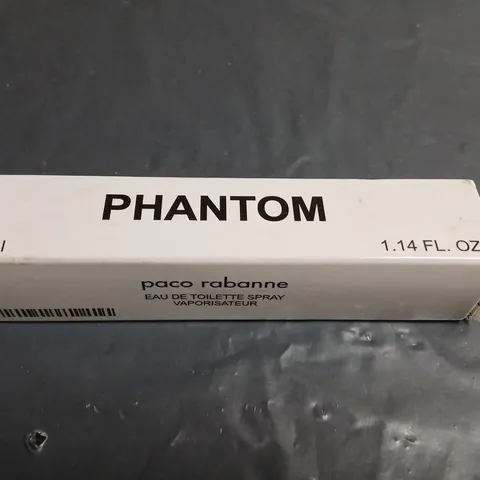 PHANTOM
l 1.14 FL. OZ
paco rabanne
EAU DE TOILETTE SPRAY
VAPORISATEUR